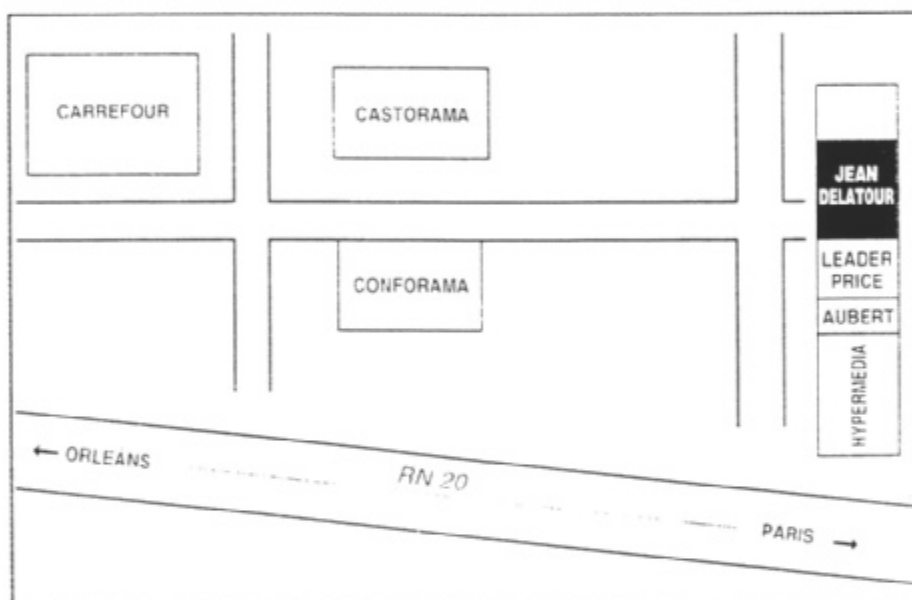 CARREFOUR
CASTORAMA
JEAN
DELATOUR
CONFORAMA
LEADER
PRICE
AUBERT
HYPERMEDIA
← ORLEANS
RN 20
PARIS →